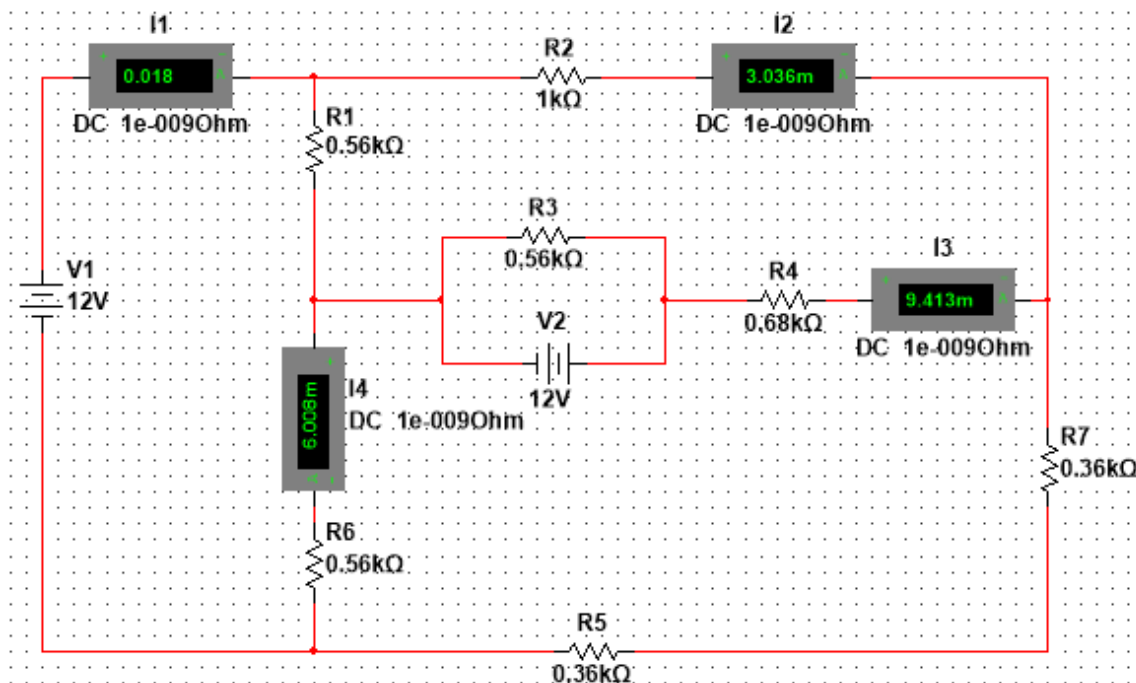 I1
0.018
DC 1e-009Ohm
R2
1kΩ
I2
3.036m
DC 1e-009Ohm
R1
0.56kΩ
R3
0.56kΩ
V1
12V
V2
12V
R4
0.68kΩ
I3
9.413m
DC 1e-009Ohm
I4
DC 1e-009Ohm
6.008m
R7
0.36kΩ
R6
0.56kΩ
R5
0.36kΩ